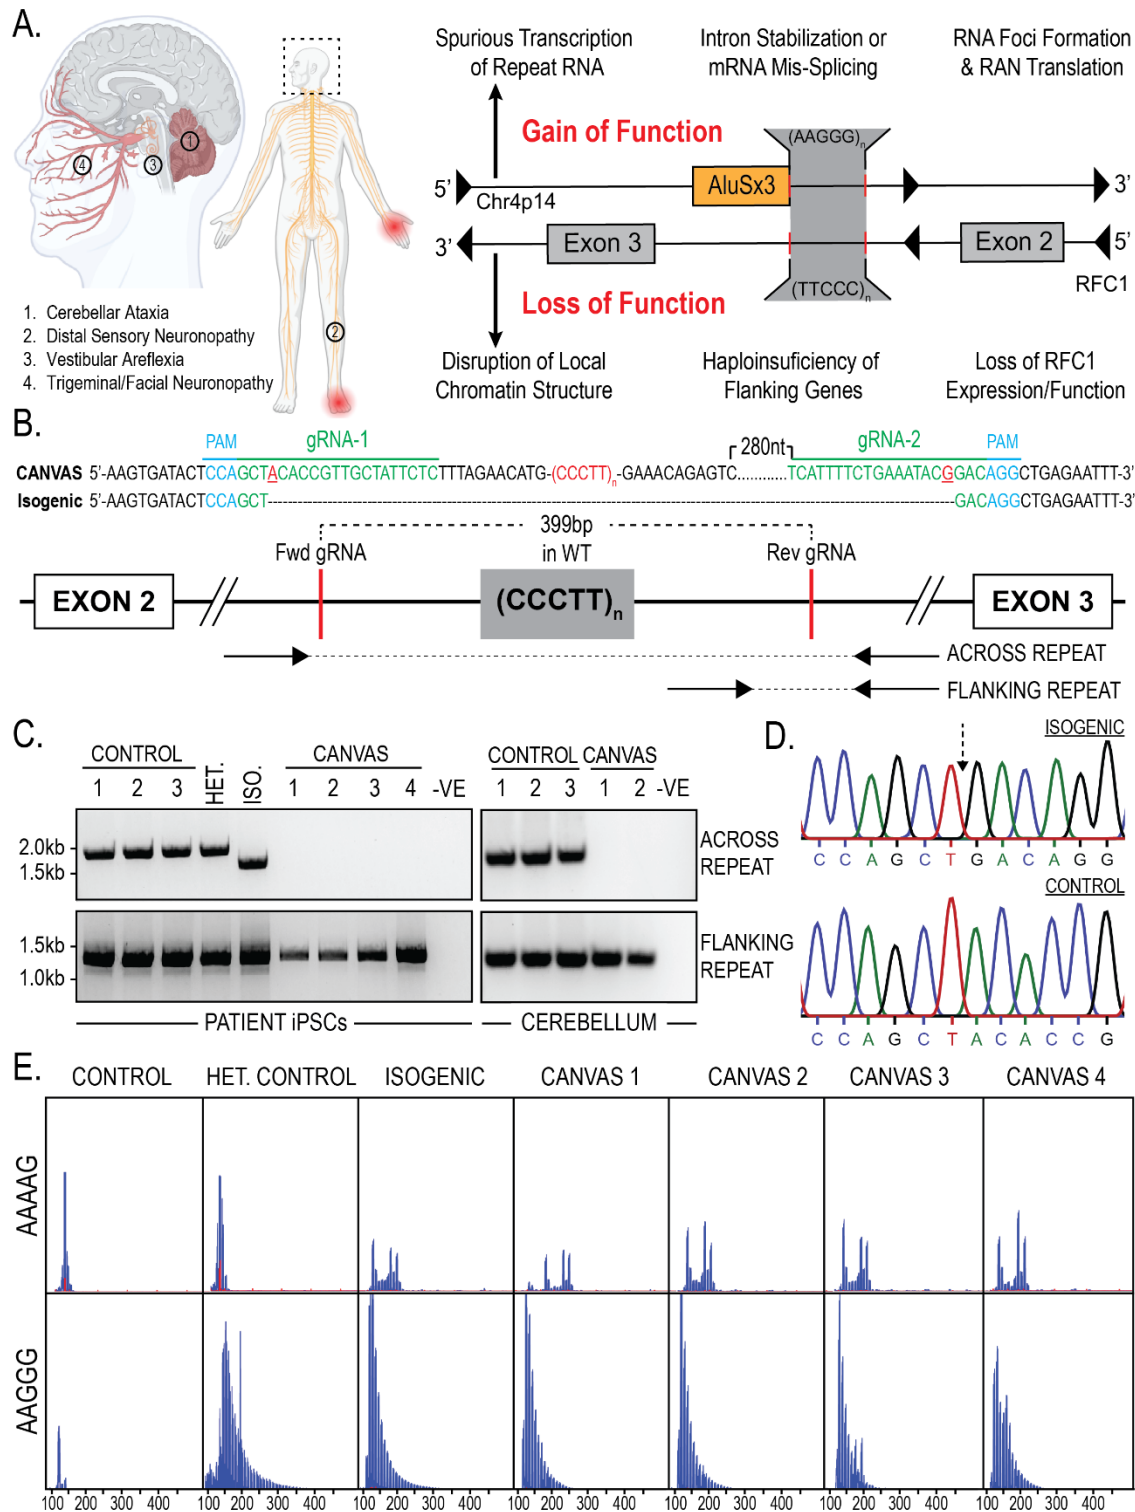 A.
1
4
3
2
1. Cerebellar Ataxia
2. Distal Sensory Neuronopathy
3. Vestibular Areflexia
4. Trigeminal/Facial Neuronopathy
Spurious Transcription
of Repeat RNA
Intron Stabilization or
mRNA Mis-Splicing
RNA Foci Formation
& RAN Translation
Gain of Function
(AAGGG)n
5’
Chr4p14
AluSx3
3’
3’
Exon 3
Exon 2
5’
(TTCCC)n
RFC1
Loss of Function
Disruption of Local
Chromatin Structure
Haploinsuficiency of
Flanking Genes
Loss of RFC1
Expression/Function
B.
PAM gRNA-1 280nt gRNA-2 PAM
CANVAS 5’-AAGTGATACTCCAGCTACACCGTTGCTATTCTCTTTAGAACATG-(CCCTT)n-GAAACAGAGTC............TCATTTTCTGAAATACGGACAGGCTGAGAATTT-3’
Isogenic 5’-AAGTGATACTCCAGCT--------------------GACAGGCTGAGAATTT-3’
399bp
in WT
Fwd gRNA
Rev gRNA
EXON 2
(CCCTT)n
EXON 3
ACROSS REPEAT
FLANKING REPEAT
C.
CONTROL HET. ISO. CANVAS
1 2 3 1 2 3 4 -VE
CONTROL CANVAS
1 2 3 1 2 -VE
2.0kb
1.5kb
ACROSS
REPEAT
1.5kb
1.0kb
FLANKING
REPEAT
PATIENT iPSCs
CEREBELLUM
D.
ISOGENIC
C C A G C T G A C A G G
CONTROL
C C A G C T A C A C C G
E.
CONTROL HET. CONTROL ISOGENIC CANVAS 1 CANVAS 2 CANVAS 3 CANVAS 4
AAAAG
AAGGG
100 200 300 400 100 200 300 400 100 200 300 400 100 200 300 400 100 200 300 400 100 200 300 400 100 200 300 400